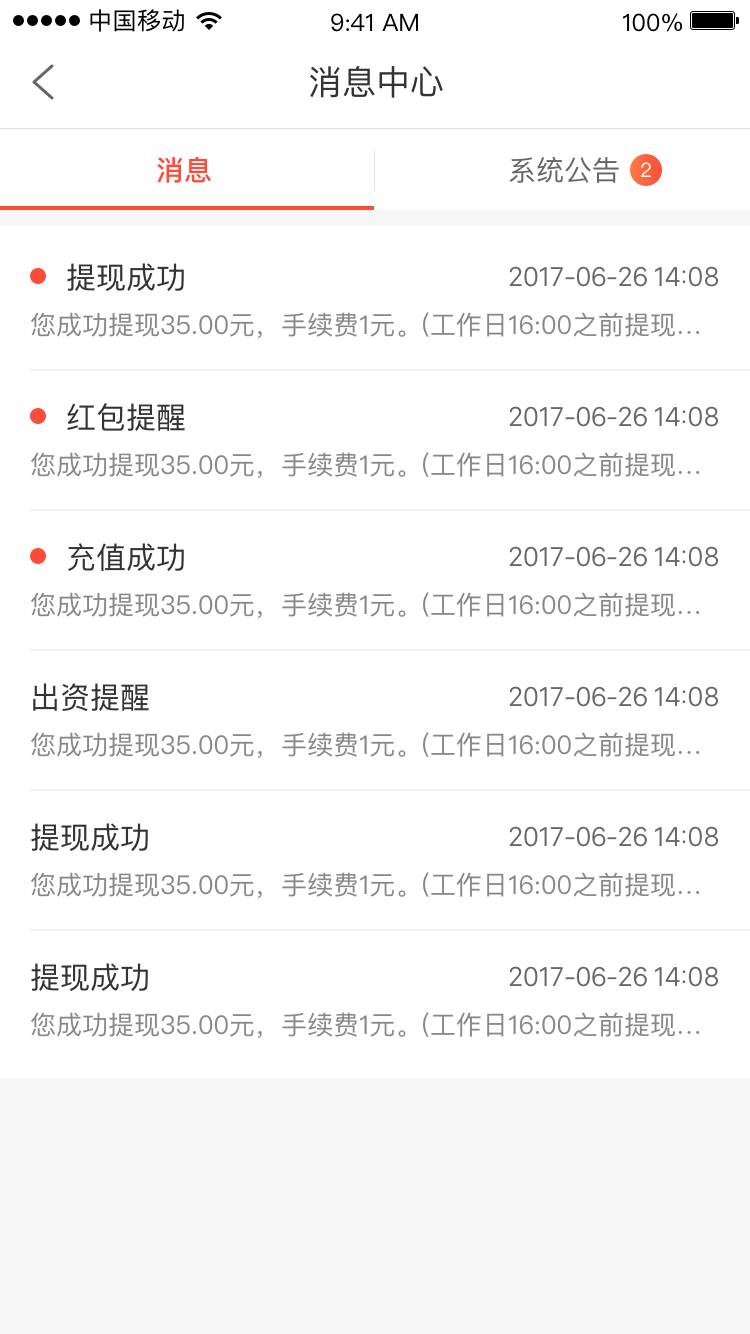 中国移动 9:41 AM 100%
消息中心
消息 系统公告 2
提现成功 2017-06-26 14:08
您成功提现35.00元，手续费1元。(工作日16:00之前提现...
红包提醒 2017-06-26 14:08
您成功提现35.00元，手续费1元。(工作日16:00之前提现...
充值成功 2017-06-26 14:08
您成功提现35.00元，手续费1元。(工作日16:00之前提现...
出资提醒 2017-06-26 14:08
您成功提现35.00元，手续费1元。(工作日16:00之前提现...
提现成功 2017-06-26 14:08
您成功提现35.00元，手续费1元。(工作日16:00之前提现...
提现成功 2017-06-26 14:08
您成功提现35.00元，手续费1元。(工作日16:00之前提现...